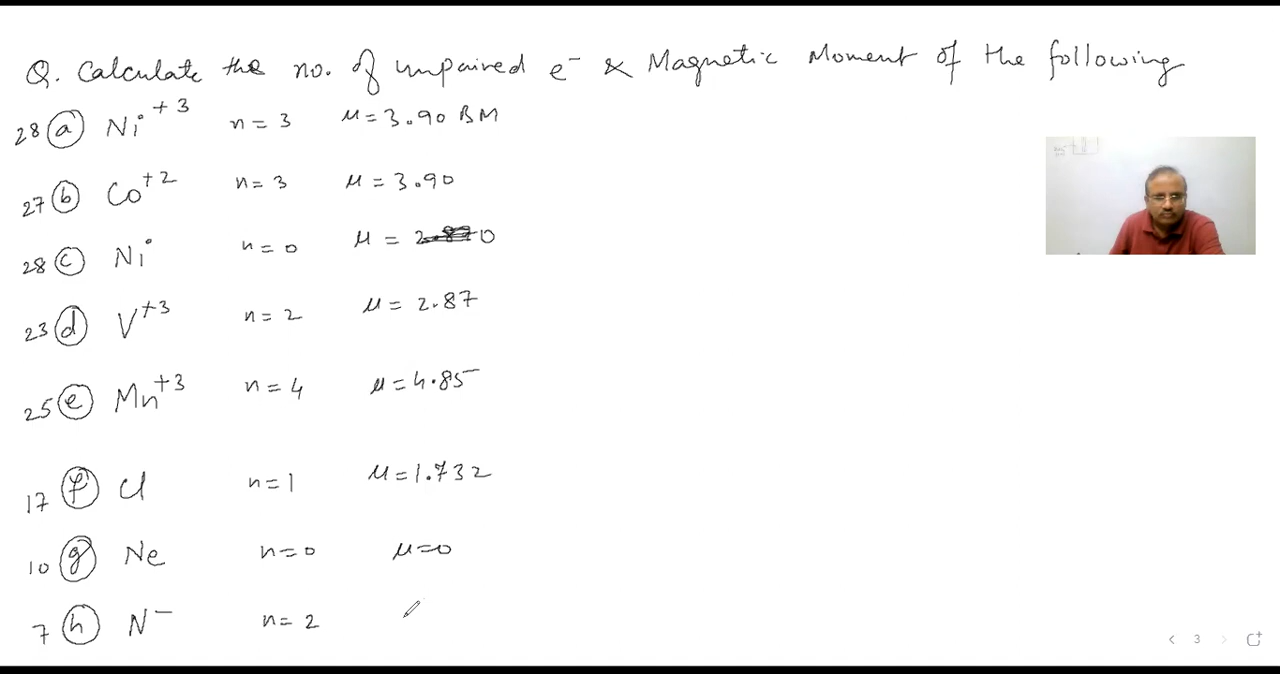 Q. Calculate the no. of unpaired e⁻ & Magnetic Moment of the following
28 (a) Ni⁺³ n = 3 μ = 3.90 BM
27 (b) Co⁺² n = 3 μ = 3.90
28 (c) Ni n = 0 μ = 0
23 (d) V⁺³ n = 2 μ = 2.87
25 (e) Mn⁺³ n = 4 μ = 4.85
17 (f) Cl n = 1 μ = 1.732
10 (g) Ne n = 0 μ = 0
7 (h) N⁻ n = 2
< 3 >